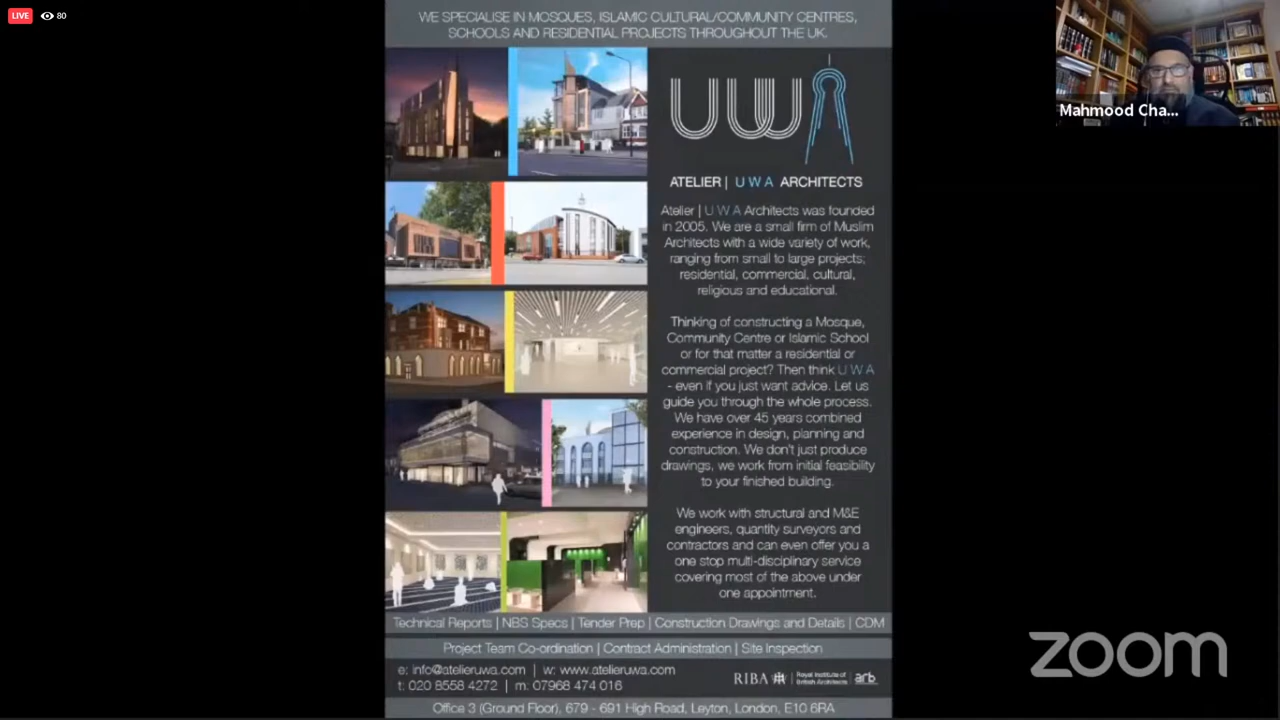 LIVE 80
WE SPECIALISE IN MOSQUES, ISLAMIC CULTURAL/COMMUNITY CENTRES,
SCHOOLS AND RESIDENTIAL PROJECTS THROUGHOUT THE UK.
UWA
ATELIER | U W A ARCHITECTS
Atelier | U W A Architects was founded
in 2005. We are a small firm of Muslim
Architects with a wide variety of work,
ranging from small to large projects;
residential, commercial, cultural,
religious and educational.
Thinking of constructing a Mosque,
Community Centre or Islamic School
or for that matter a residential or
commercial project? Then think U W A
- even if you just want advice. Let us
guide you through the whole process.
We have over 45 years combined
experience in design, planning and
construction. We don't just produce
drawings, we work from initial feasibility
to your finished building.
We work with structural and M&E
engineers, quantity surveyors and
contractors and can even offer you a
one stop multi-disciplinary service
covering most of the above under
one appointment.
Technical Reports | NBS Specs | Tender Prep | Construction Drawings and Details | CDM
Project Team Co-ordination | Contract Administration | Site Inspection
e: info@atelieruwa.com | w: www.atelieruwa.com
t: 020 8558 4272 | m: 07968 474 016
RIBA Royal Institute of
British Architects arb
Office 3 (Ground Floor), 679 - 691 High Road, Leyton, London, E10 6RA
Mahmood Cha...
zoom